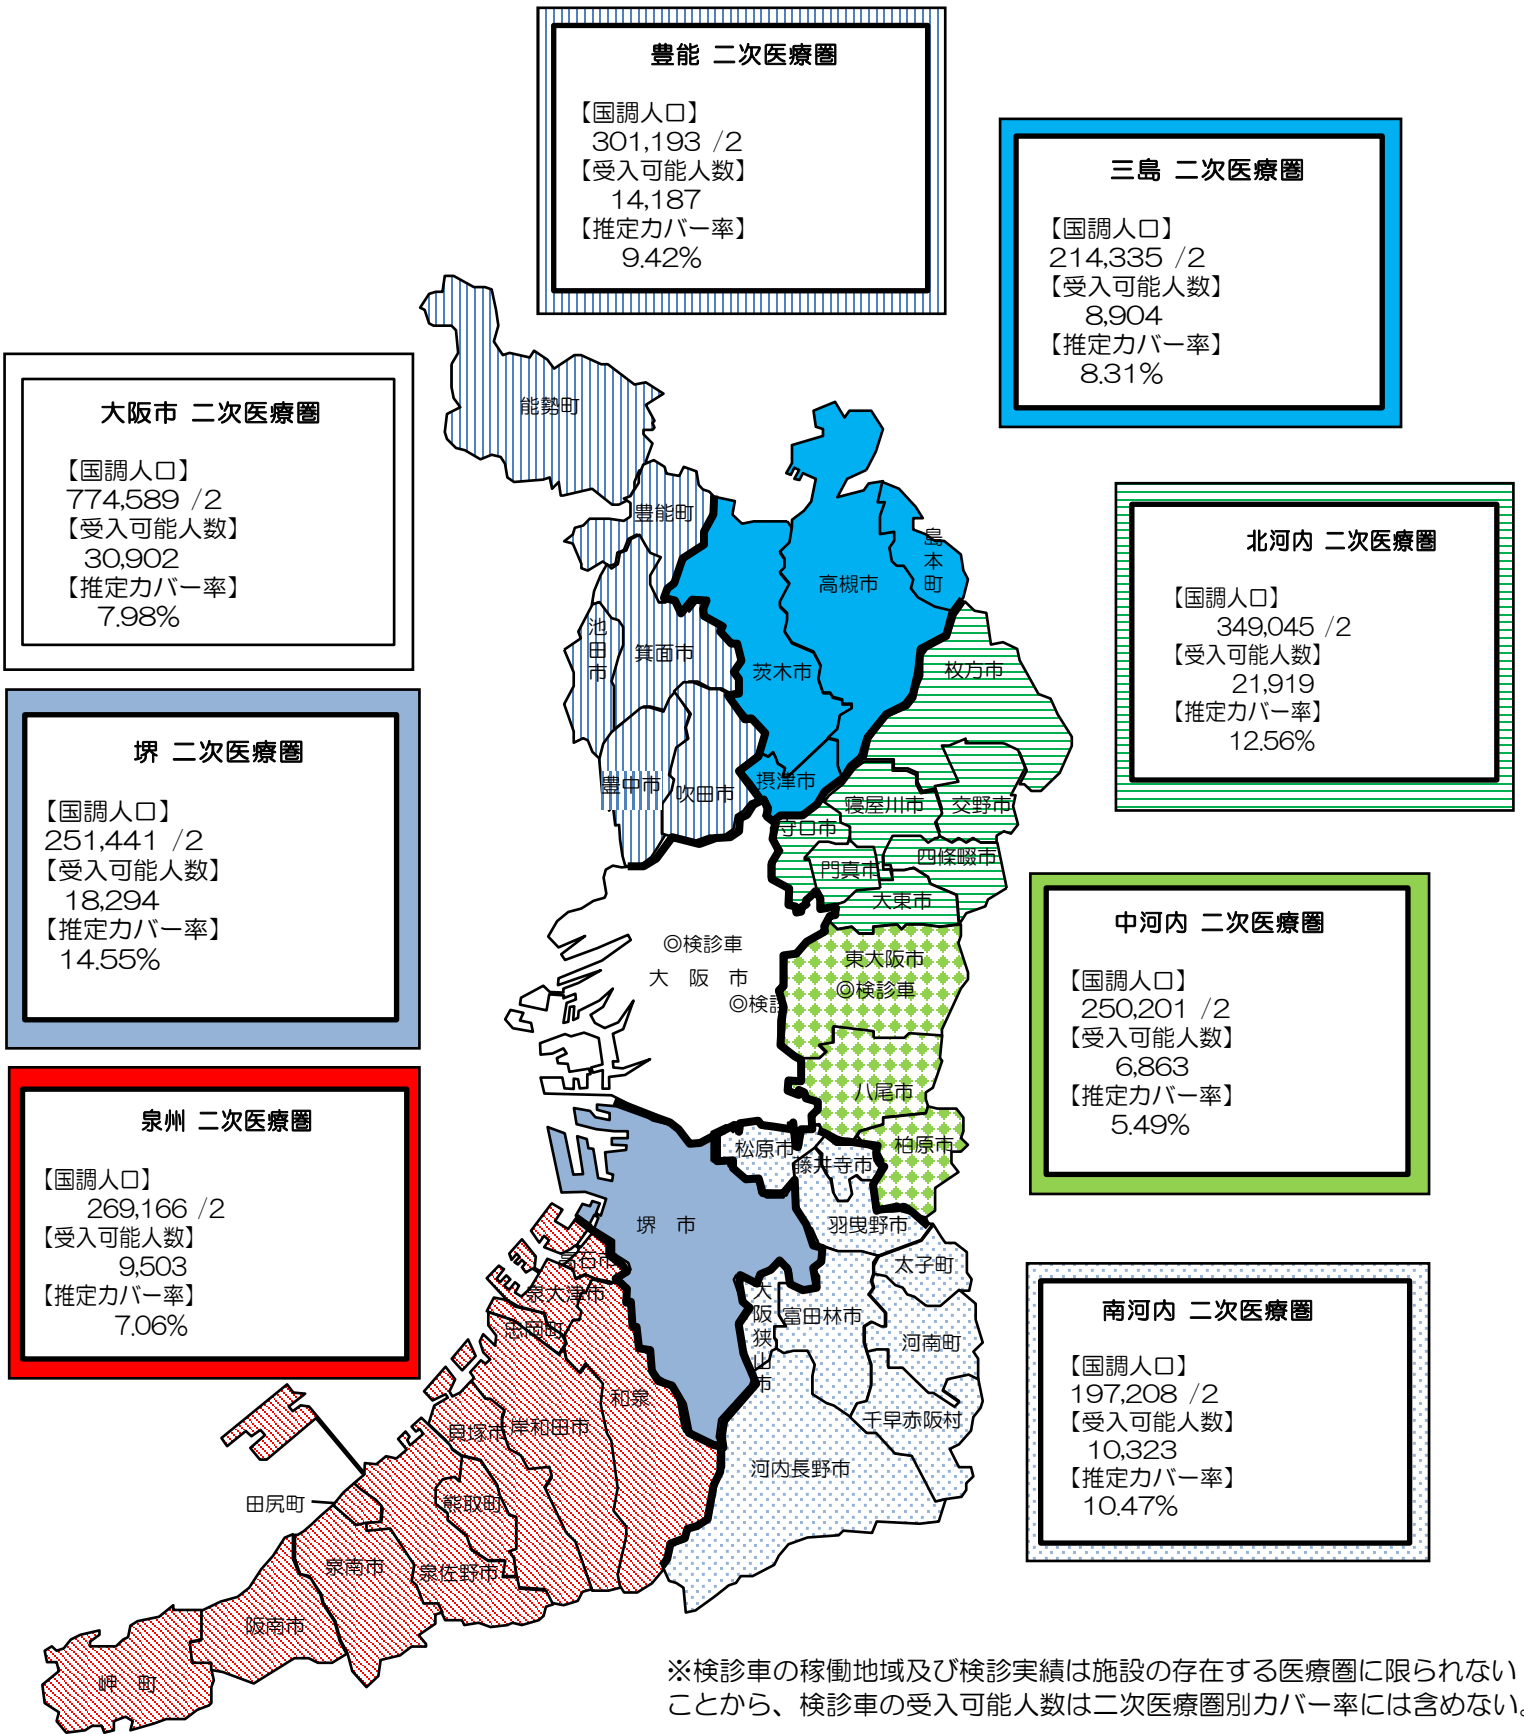 豊能 二次医療圏
【国調人口】
301,193 /2
【受入可能人数】
14,187
【推定カバー率】
9.42%
三島 二次医療圏
【国調人口】
214,335 /2
【受入可能人数】
8,904
【推定カバー率】
8.31%
大阪市 二次医療圏
【国調人口】
774,589 /2
【受入可能人数】
30,902
【推定カバー率】
7.98%
北河内 二次医療圏
【国調人口】
349,045 /2
【受入可能人数】
21,919
【推定カバー率】
12.56%
堺 二次医療圏
【国調人口】
251,441 /2
【受入可能人数】
18,294
【推定カバー率】
14.55%
中河内 二次医療圏
【国調人口】
250,201 /2
【受入可能人数】
6,863
【推定カバー率】
5.49%
泉州 二次医療圏
【国調人口】
269,166 /2
【受入可能人数】
9,503
【推定カバー率】
7.06%
南河内 二次医療圏
【国調人口】
197,208 /2
【受入可能人数】
10,323
【推定カバー率】
10.47%
能勢町
豊能町
島本町
高槻市
池田市
箕面市
茨木市
枚方市
豊中市
吹田市
摂津市
寝屋川市
交野市
守口市
門真市
四條畷市
大東市
◎検診車
大 阪 市
◎検診
東大阪市
◎検診車
八尾市
柏原市
松原市
藤井寺市
堺 市
羽曳野市
高石市
太子町
泉大津市
大阪狭山市
富田林市
忠岡町
河南町
和泉
千早赤阪村
貝塚市
岸和田市
河内長野市
田尻町
熊取町
泉南市
泉佐野市
阪南市
岬 町
※検診車の稼働地域及び検診実績は施設の存在する医療圏に限られない
ことから、検診車の受入可能人数は二次医療圏別カバー率には含めない。